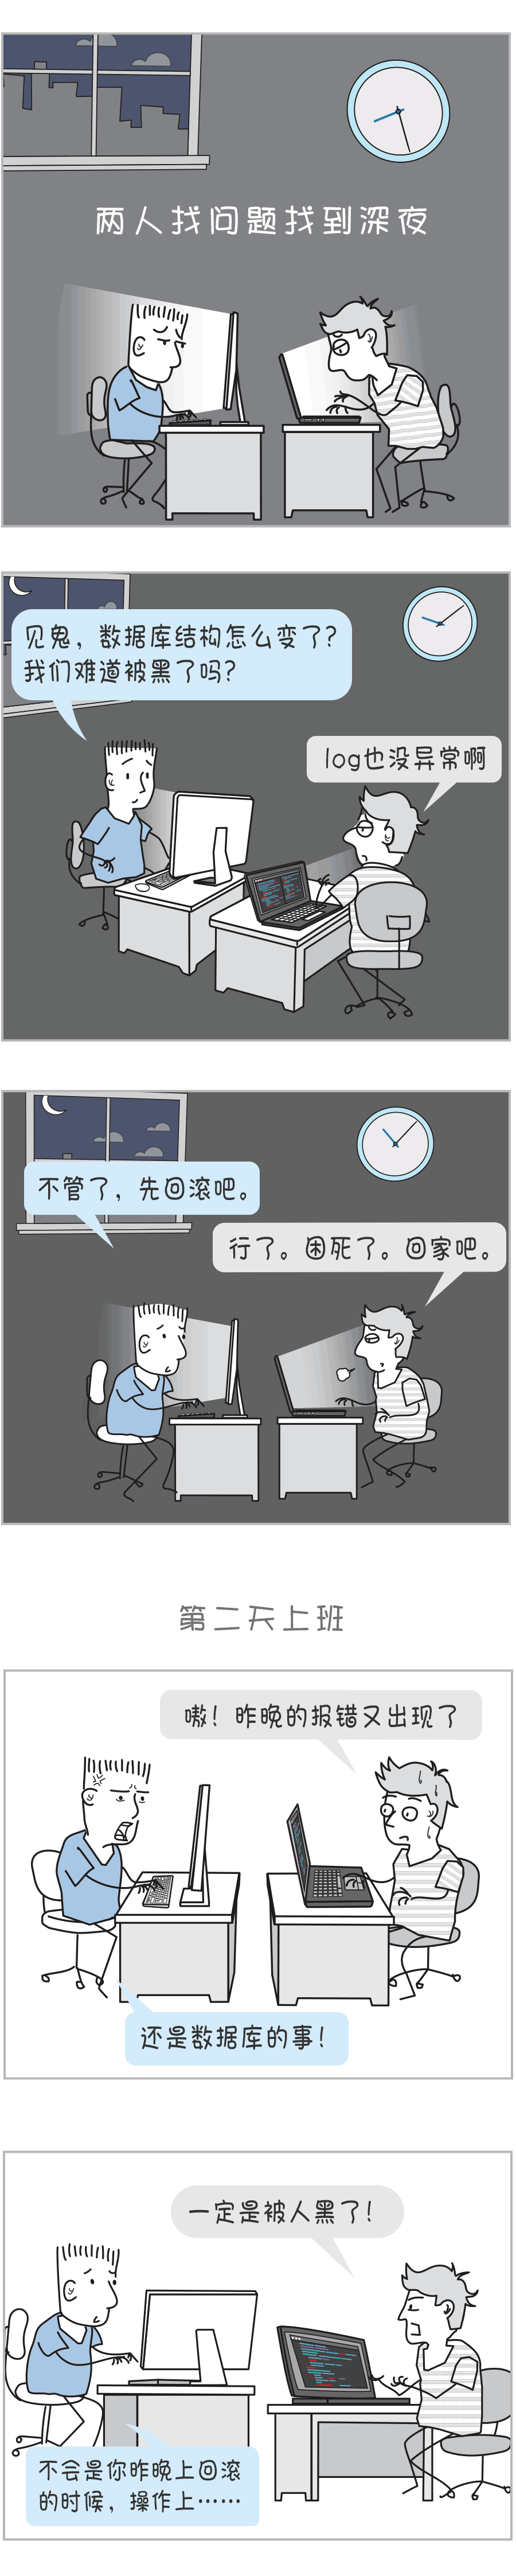 两人找问题找到深夜
见鬼，数据库结构怎么变了？
我们难道被黑了吗？
log也没异常啊
不管了，先回滚吧。
行了。困死了。回家吧。
第二天上班
嗷！昨晚的报错又出现了
还是数据库的事！
一定是被人黑了！
不会是你昨晚上回滚
的时候，操作上……